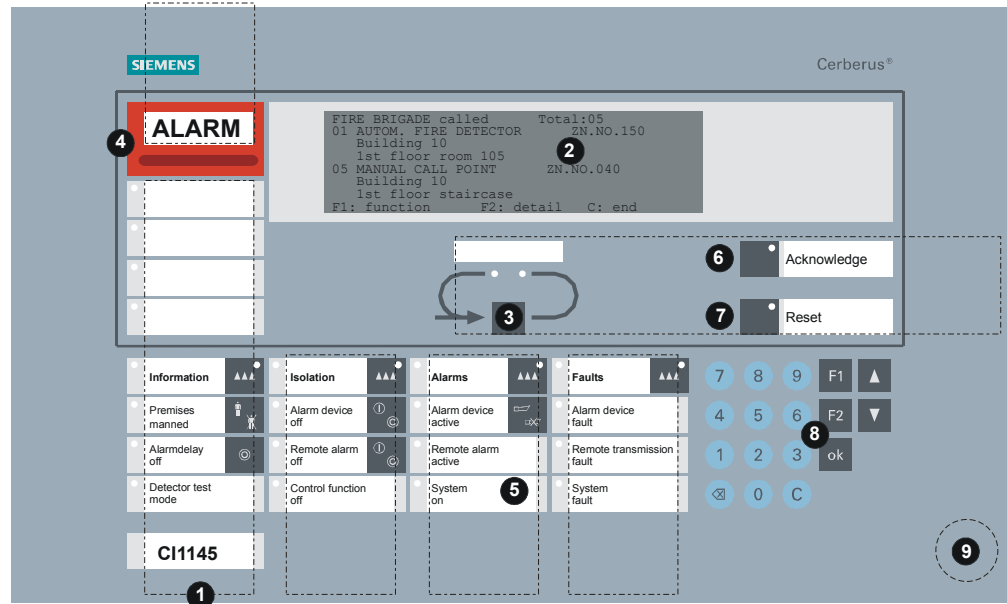 SIEMENS
Cerberus®
4
ALARM
FIRE BRIGADE called Total:05
01 AUTOM. FIRE DETECTOR ZN.NO.150
Building 10
1st floor room 105
05 MANUAL CALL POINT ZN.NO.040
Building 10
1st floor staircase
F1: function F2: detail C: end
2
6
Acknowledge
3
7
Reset
Information
Isolation
Alarms
Faults
7 8 9 F1
Premises
manned
Alarm device
off
Alarm device
active
Alarm device
fault
4 5 6 F2
8
Alarmdelay
off
Remote alarm
off
Remote alarm
active
Remote transmission
fault
1 2 3 ok
Detector test
mode
Control function
off
System
on
5
System
fault
0 C
CI1145
9
1